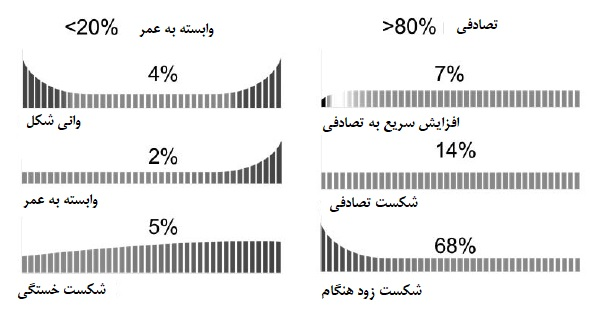 تصادفی >80%
7%
افزایش سریع به تصادفی
14%
شکست تصادفی
68%
شکست زود هنگام
وابسته به عمر <20%
4%
وانی شکل
2%
وابسته به عمر
5%
شکست خستگی